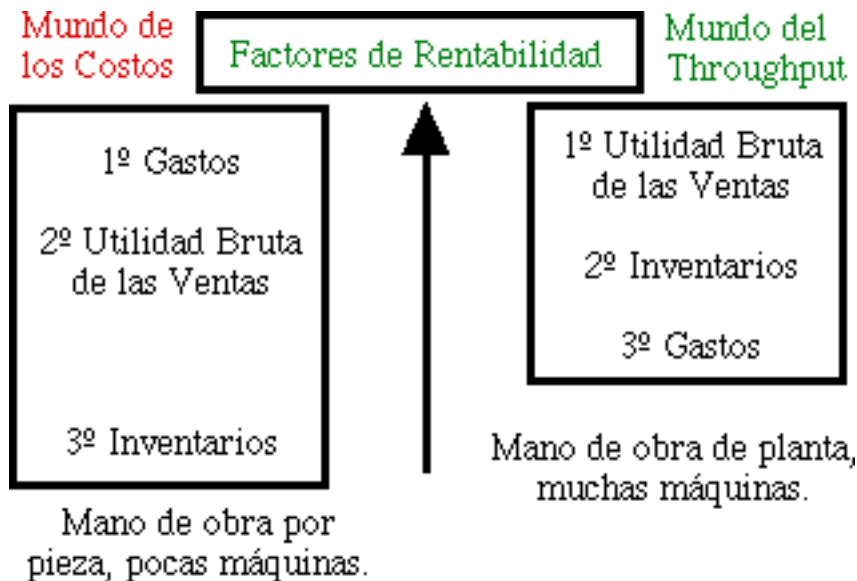 Mundo de
los Costos
Factores de Rentabilidad
Mundo del
Throughput
1º Gastos
2º Utilidad Bruta
de las Ventas
3º Inventarios
Mano de obra por
pieza, pocas máquinas.
1º Utilidad Bruta
de las Ventas
2º Inventarios
3º Gastos
Mano de obra de planta,
muchas máquinas.